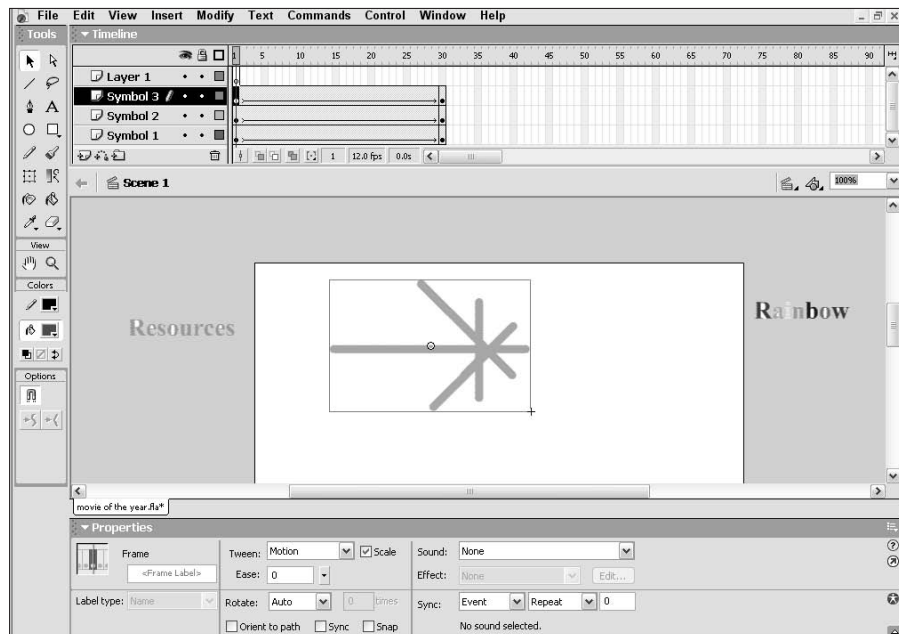 File Edit View Insert Modify Text Commands Control Window Help
Tools
Timeline
1 5 10 15 20 25 30 35 40 45 50 55 60 65 70 75 80 85 90
Layer 1
Symbol 3
Symbol 2
Symbol 1
1 12.0 fps 0.0s
Scene 1
100%
View
Colors
Options
Resources
Rainbow
movie of the year.fla*
Properties
Frame
<Frame Label>
Label type: Name
Tween: Motion Scale
Ease: 0
Rotate: Auto 0 times
Orient to path Sync Snap
Sound: None
Effect: None Edit...
Sync: Event Repeat 0
No sound selected.